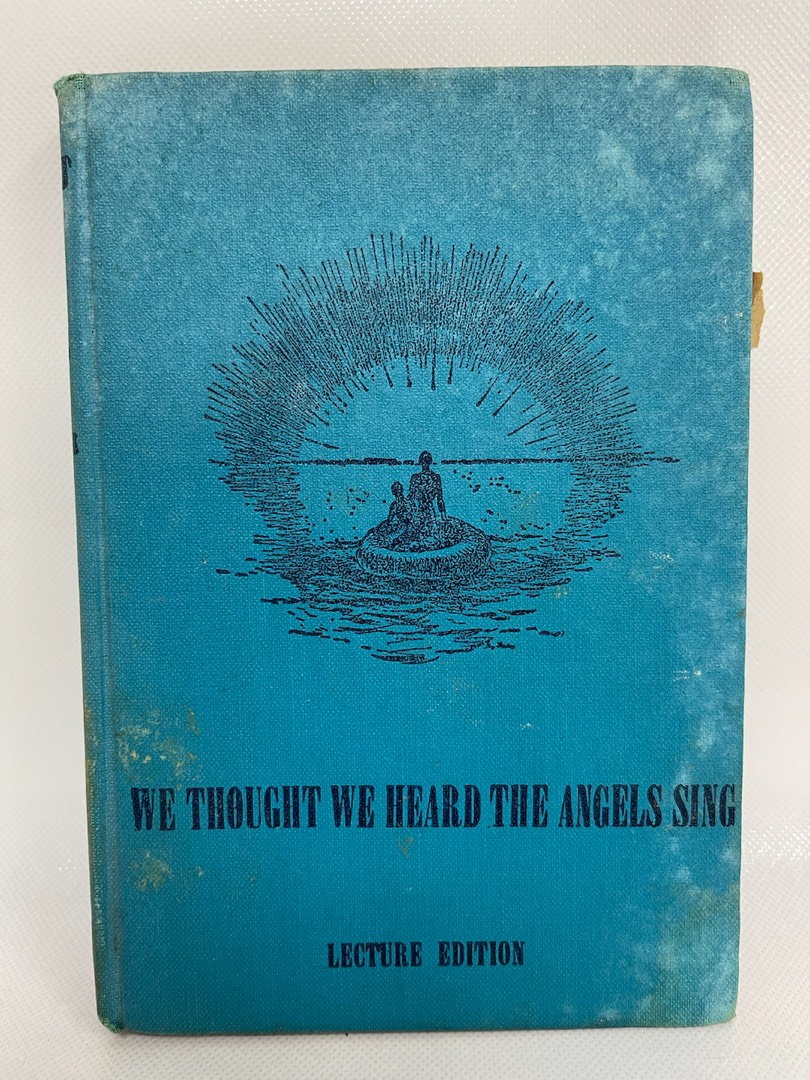 WE THOUGHT WE HEARD THE ANGELS SING
LECTURE EDITION